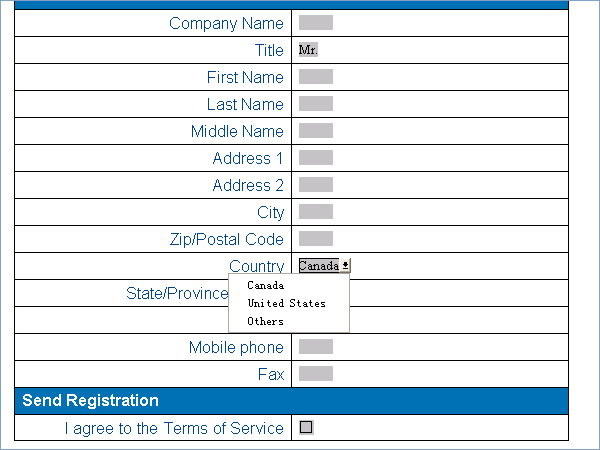 Company Name
Title Mr.
First Name
Last Name
Middle Name
Address 1
Address 2
City
Zip/Postal Code
Country Canada
State/Province
Canada
United States
Others
Mobile phone
Fax
Send Registration
I agree to the Terms of Service